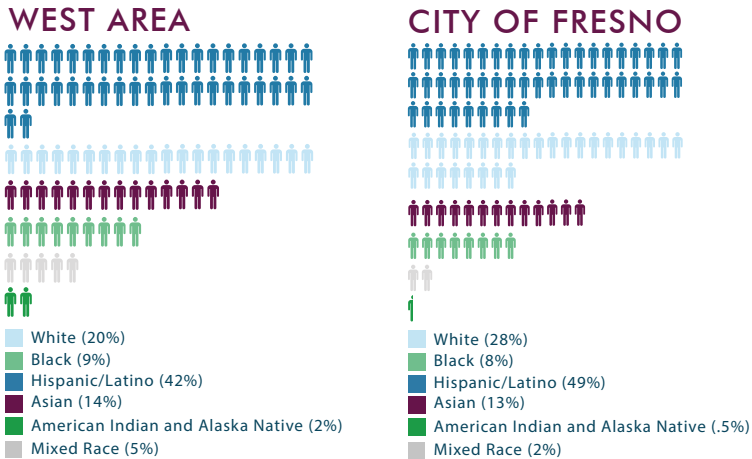 WEST AREA
White (20%)
Black (9%)
Hispanic/Latino (42%)
Asian (14%)
American Indian and Alaska Native (2%)
Mixed Race (5%)
CITY OF FRESNO
White (28%)
Black (8%)
Hispanic/Latino (49%)
Asian (13%)
American Indian and Alaska Native (.5%)
Mixed Race (2%)